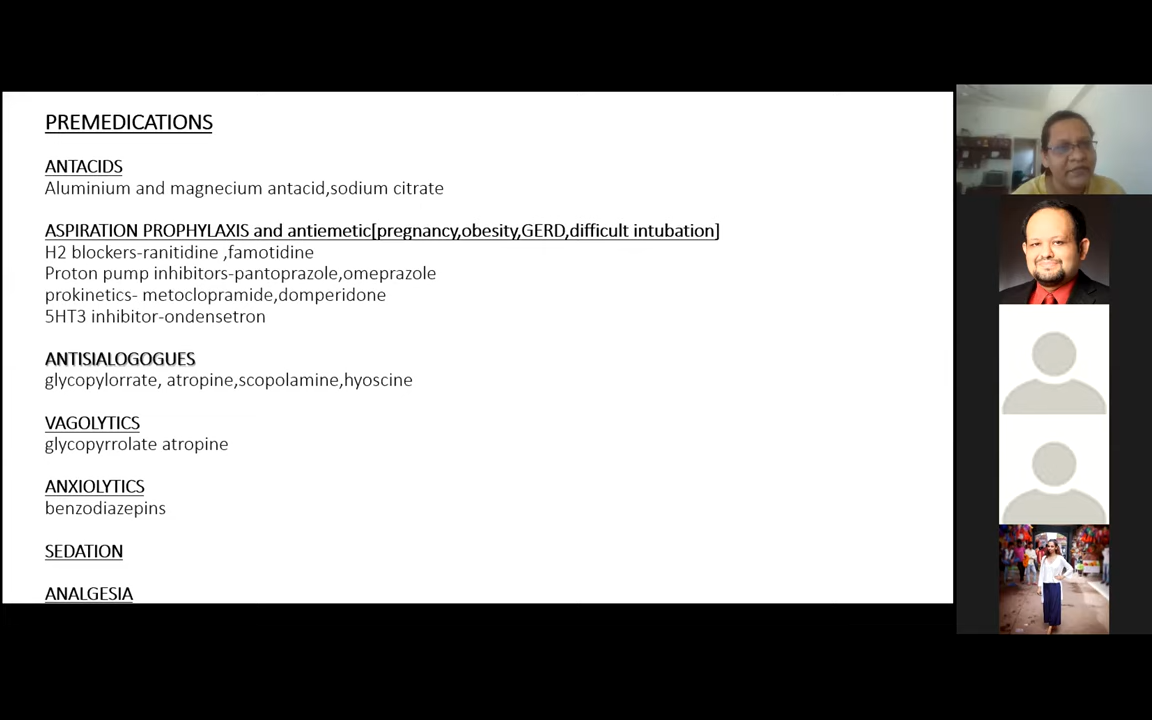 PREMEDICATIONS
ANTACIDS
Aluminium and magnecium antacid,sodium citrate
ASPIRATION PROPHYLAXIS and antiemetic[pregnancy,obesity,GERD,difficult intubation]
H2 blockers-ranitidine ,famotidine
Proton pump inhibitors-pantoprazole,omeprazole
prokinetics- metoclopramide,domperidone
5HT3 inhibitor-ondensetron
ANTISIALOGOGUES
glycopylorrate, atropine,scopolamine,hyoscine
VAGOLYTICS
glycopyrrolate atropine
ANXIOLYTICS
benzodiazepins
SEDATION
ANALGESIA